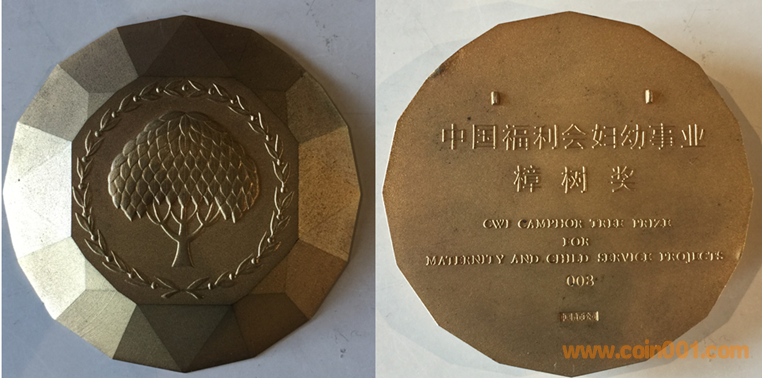 中国福利会妇幼事业
樟树奖
CWI CAMPHOR TREE PRIZE
FOR
MATERNITY AND CHILD SERVICE PROJECTS
003
www.coin001.com